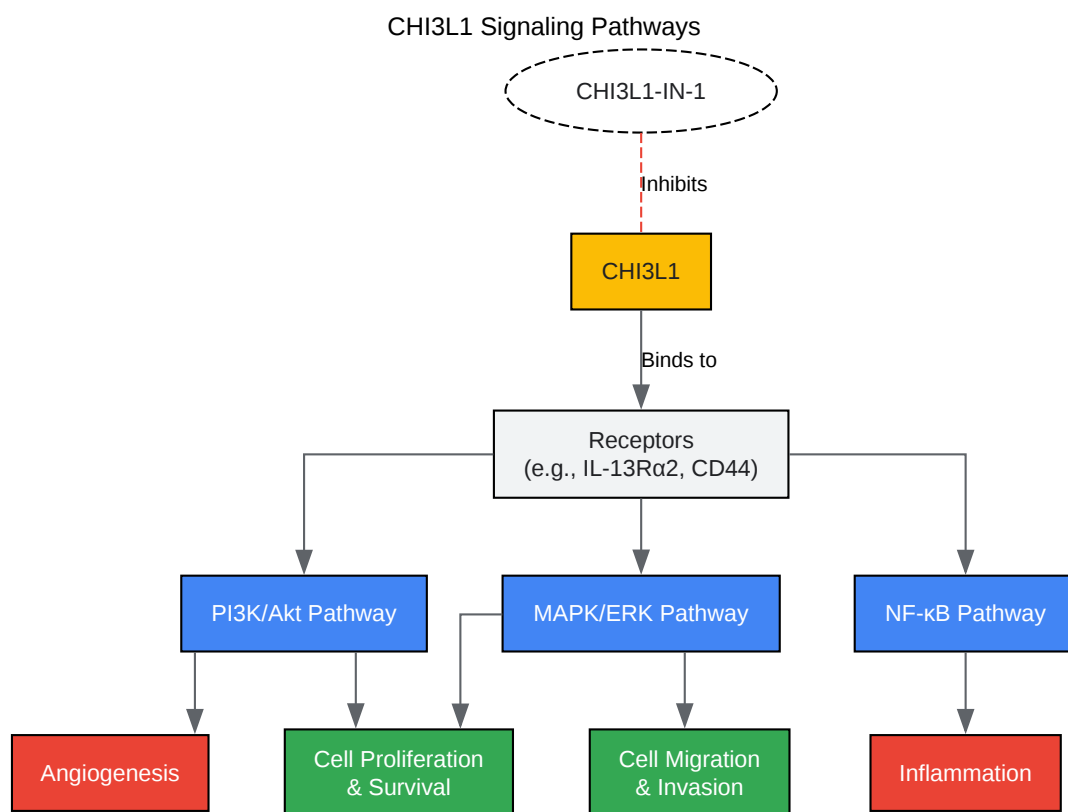 CHI3L1 Signaling Pathways
CHI3L1-IN-1
Inhibits
CHI3L1
Binds to
Receptors
(e.g., IL-13Rα2, CD44)
PI3K/Akt Pathway
MAPK/ERK Pathway
NF-κB Pathway
Angiogenesis
Cell Proliferation
& Survival
Cell Migration
& Invasion
Inflammation